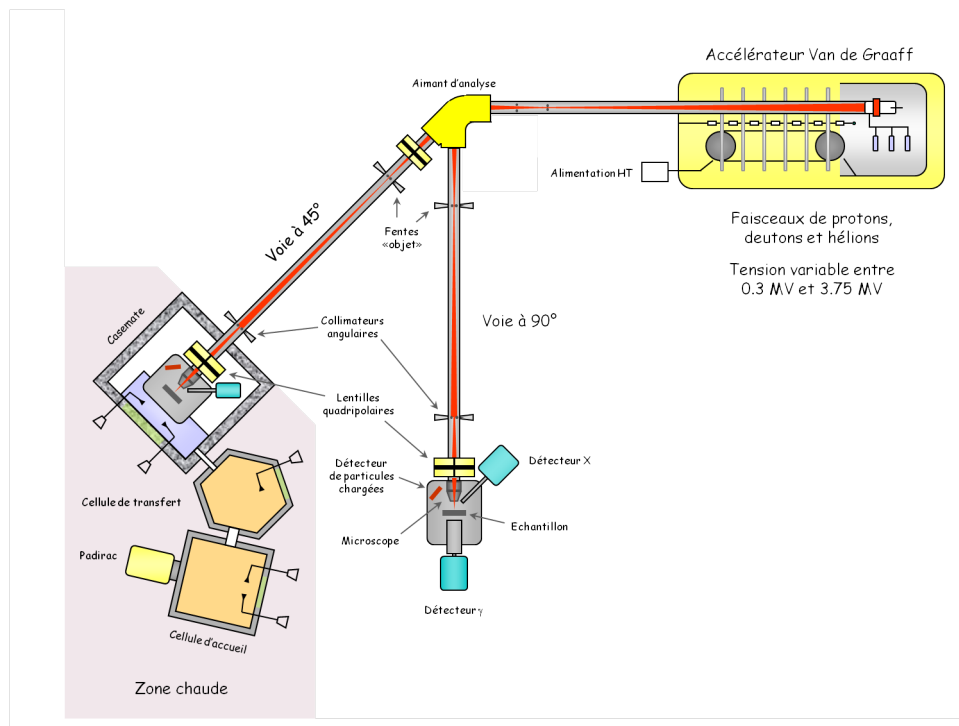 Accélérateur Van de Graaff
Aimant d'analyse
Alimentation HT
Faisceaux de protons,
deutons et hélions
Tension variable entre
0.3 MV et 3.75 MV
Voie à 45°
Fentes
«objet»
Casemate
Collimateurs
angulaires
Voie à 90°
Lentilles
quadripolaires
Détecteur
de particules
chargées
Détecteur X
Cellule de transfert
Echantillon
Microscope
Padirac
Détecteur γ
Cellule d'accueil
Zone chaude